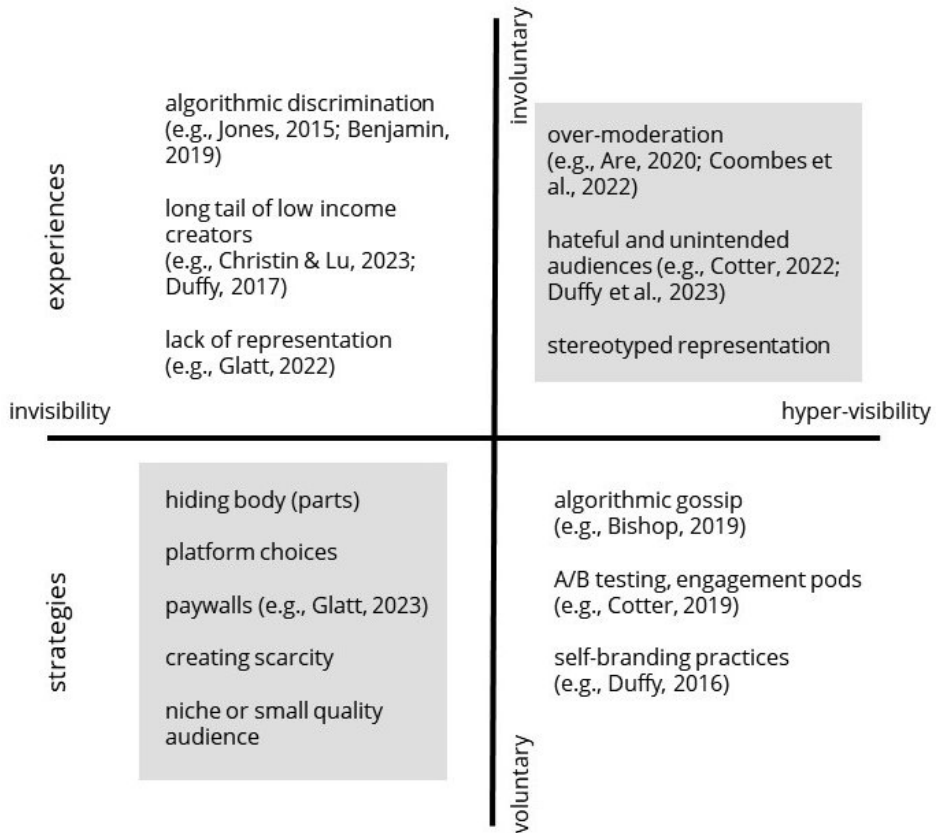 involuntary
experiences
algorithmic discrimination
(e.g., Jones, 2015; Benjamin,
2019)
long tail of low income
creators
(e.g., Christin & Lu, 2023;
Duffy, 2017)
lack of representation
(e.g., Glatt, 2022)
over-moderation
(e.g., Are, 2020; Coombes et
al., 2022)
hateful and unintended
audiences (e.g., Cotter, 2022;
Duffy et al., 2023)
stereotyped representation
invisibility
hyper-visibility
strategies
hiding body (parts)
platform choices
paywalls (e.g., Glatt, 2023)
creating scarcity
niche or small quality
audience
algorithmic gossip
(e.g., Bishop, 2019)
A/B testing, engagement pods
(e.g., Cotter, 2019)
self-branding practices
(e.g., Duffy, 2016)
voluntary